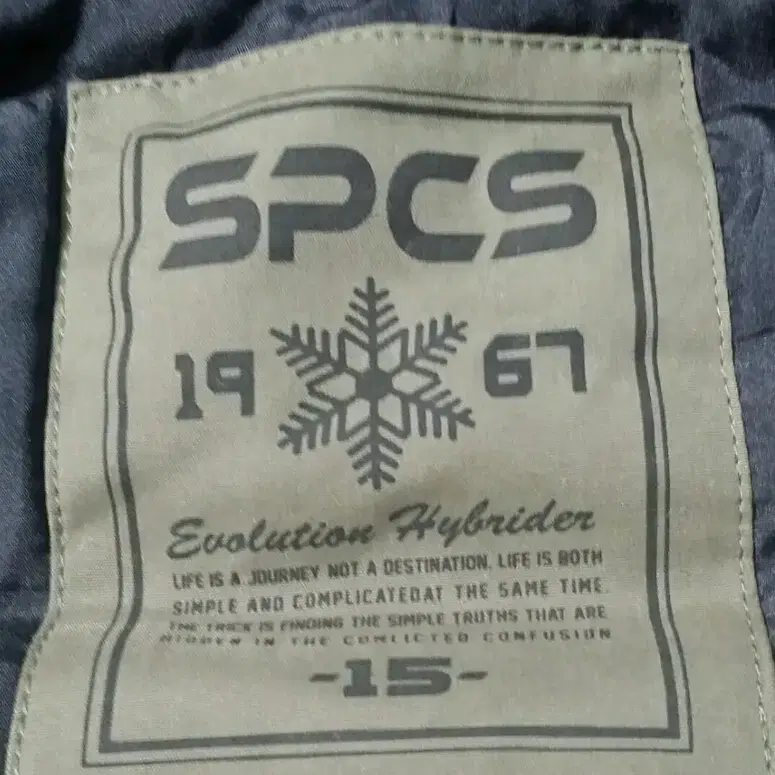 SPCS
19 67
Evolution Hybrider
LIFE IS A JOURNEY NOT A DESTINATION. LIFE IS BOTH
SIMPLE AND COMPLICATEDAT THE SAME TIME.
THE TRICK IS FINDING THE SIMPLE TRUTHS THAT ARE
HIDDEN IN THE CONFUSION
-15-